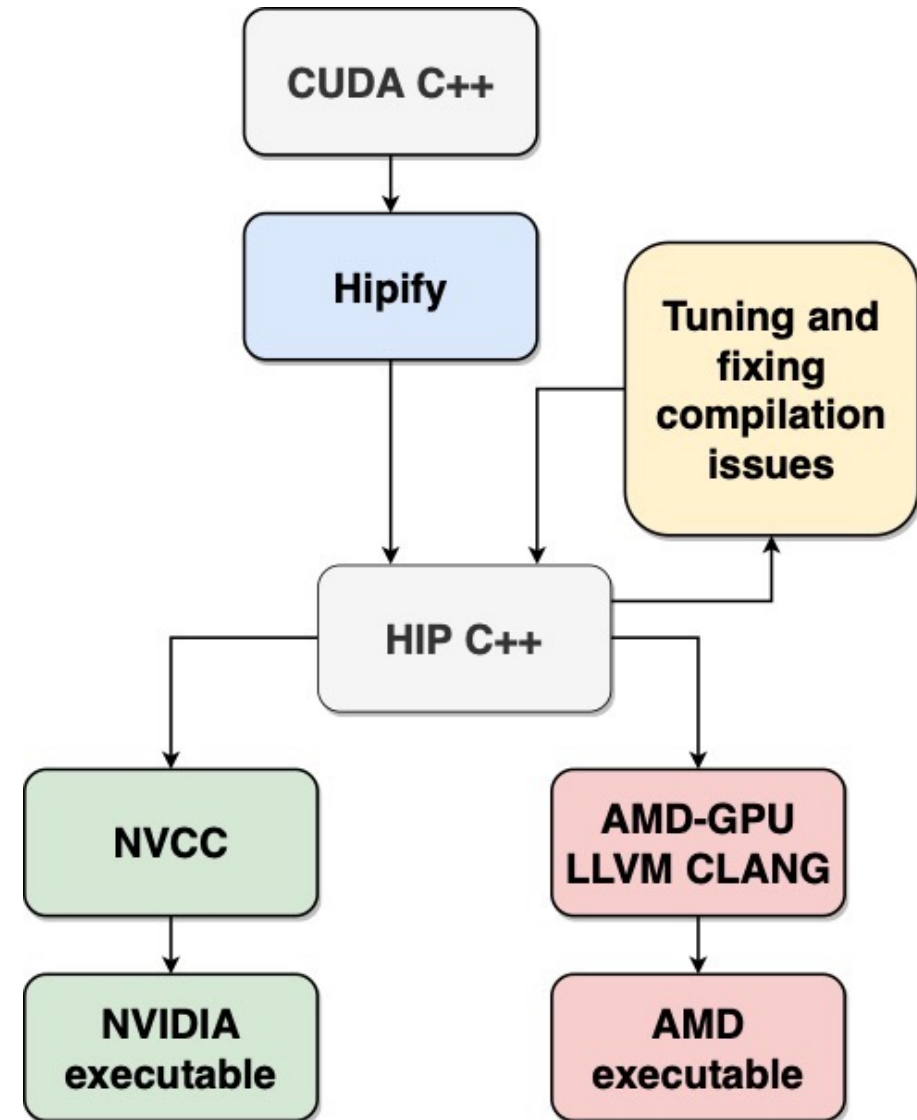 CUDA C++
Hipify
Tuning and
fixing
compilation
issues
HIP C++
NVCC
AMD-GPU
LLVM CLANG
NVIDIA
executable
AMD
executable